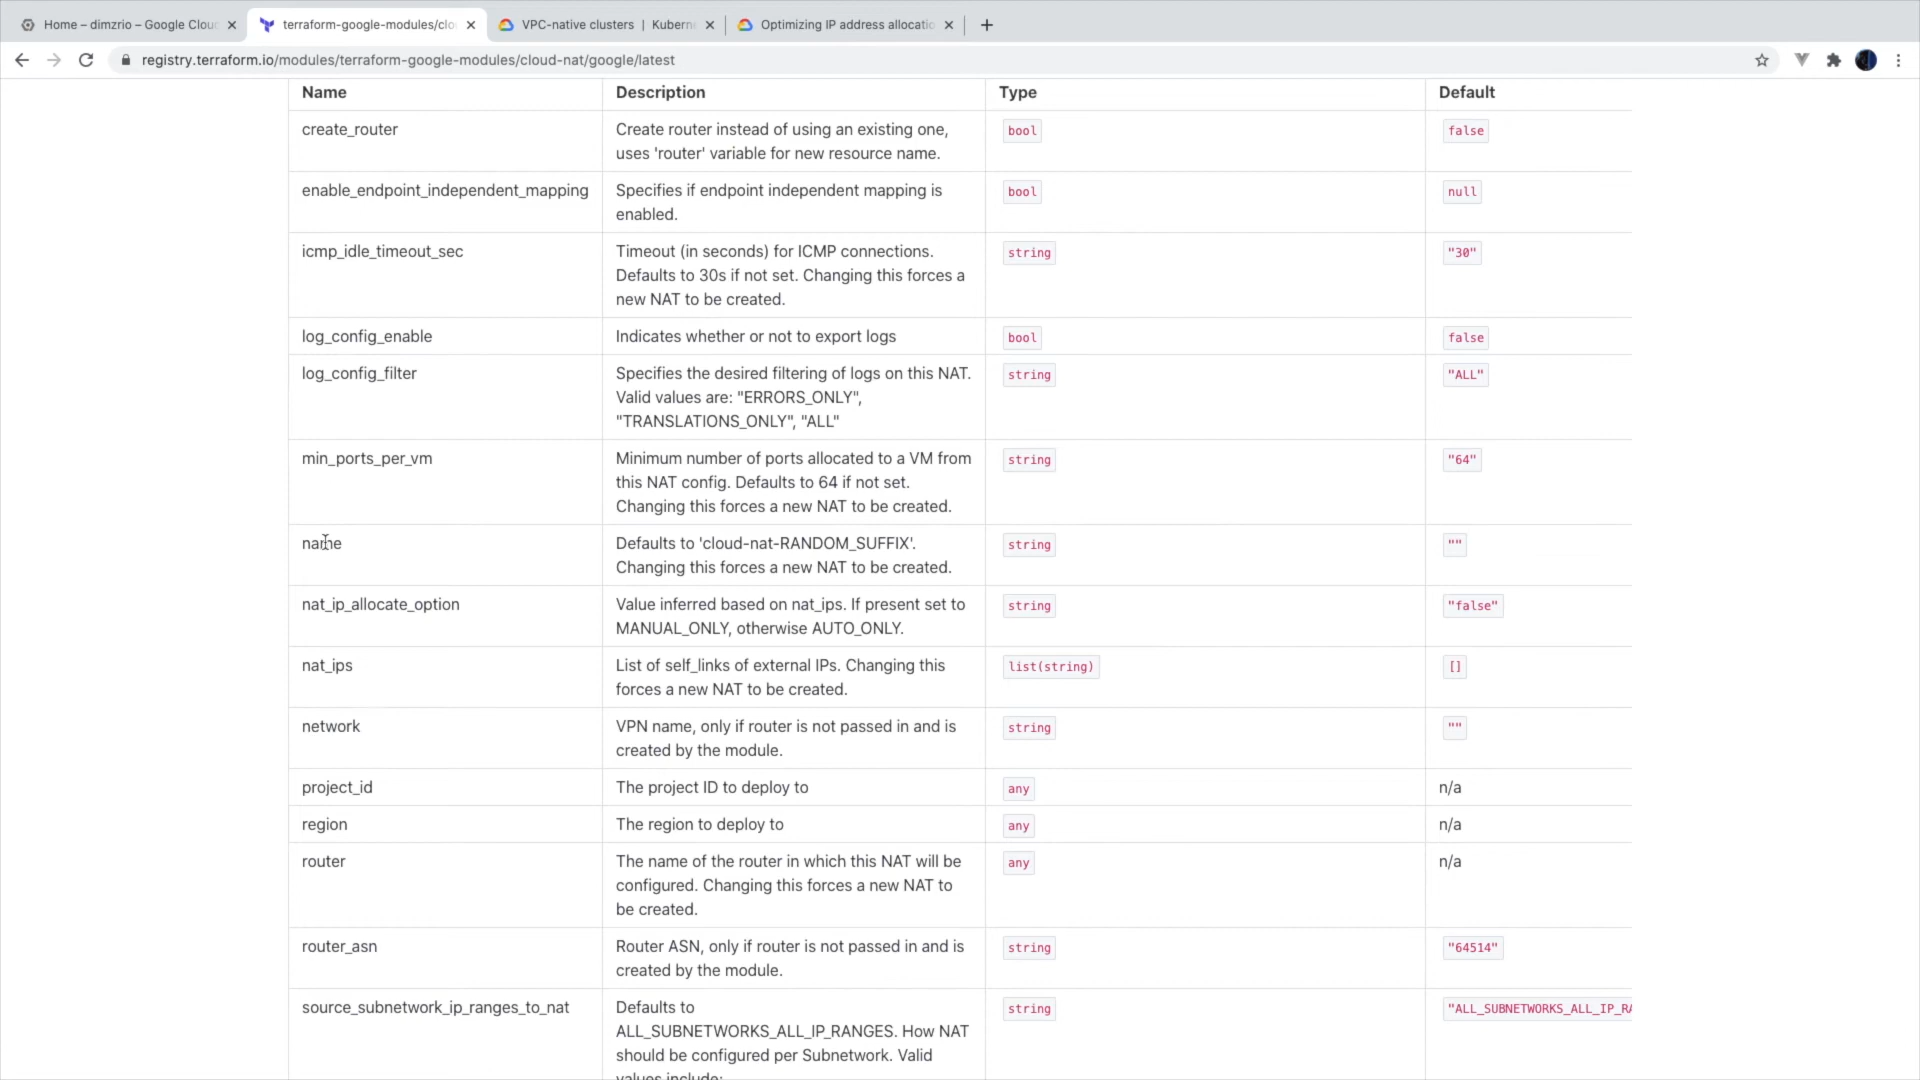 Home – dimzrio – Google Clou
terraform-google-modules/clo
VPC-native clusters | Kubern
Optimizing IP address allocatio
registry.terraform.io/modules/terraform-google-modules/cloud-nat/google/latest
Name Description Type Default
create_router Create router instead of using an existing one, bool false
uses 'router' variable for new resource name.
enable_endpoint_independent_mapping Specifies if endpoint independent mapping is bool null
enabled.
icmp_idle_timeout_sec Timeout (in seconds) for ICMP connections. string "30"
Defaults to 30s if not set. Changing this forces a
new NAT to be created.
log_config_enable Indicates whether or not to export logs bool false
log_config_filter Specifies the desired filtering of logs on this NAT. string "ALL"
Valid values are: "ERRORS_ONLY",
"TRANSLATIONS_ONLY", "ALL"
min_ports_per_vm Minimum number of ports allocated to a VM from string "64"
this NAT config. Defaults to 64 if not set.
Changing this forces a new NAT to be created.
name Defaults to 'cloud-nat-RANDOM_SUFFIX'. string ""
Changing this forces a new NAT to be created.
nat_ip_allocate_option Value inferred based on nat_ips. If present set to string "false"
MANUAL_ONLY, otherwise AUTO_ONLY.
nat_ips List of self_links of external IPs. Changing this list(string) []
forces a new NAT to be created.
network VPN name, only if router is not passed in and is string ""
created by the module.
project_id The project ID to deploy to any n/a
region The region to deploy to any n/a
router The name of the router in which this NAT will be any n/a
configured. Changing this forces a new NAT to
be created.
router_asn Router ASN, only if router is not passed in and is string "64514"
created by the module.
source_subnetwork_ip_ranges_to_nat Defaults to string "ALL_SUBNETWORKS_ALL_IP_RA
ALL_SUBNETWORKS_ALL_IP_RANGES. How NAT
should be configured per Subnetwork. Valid
values include: